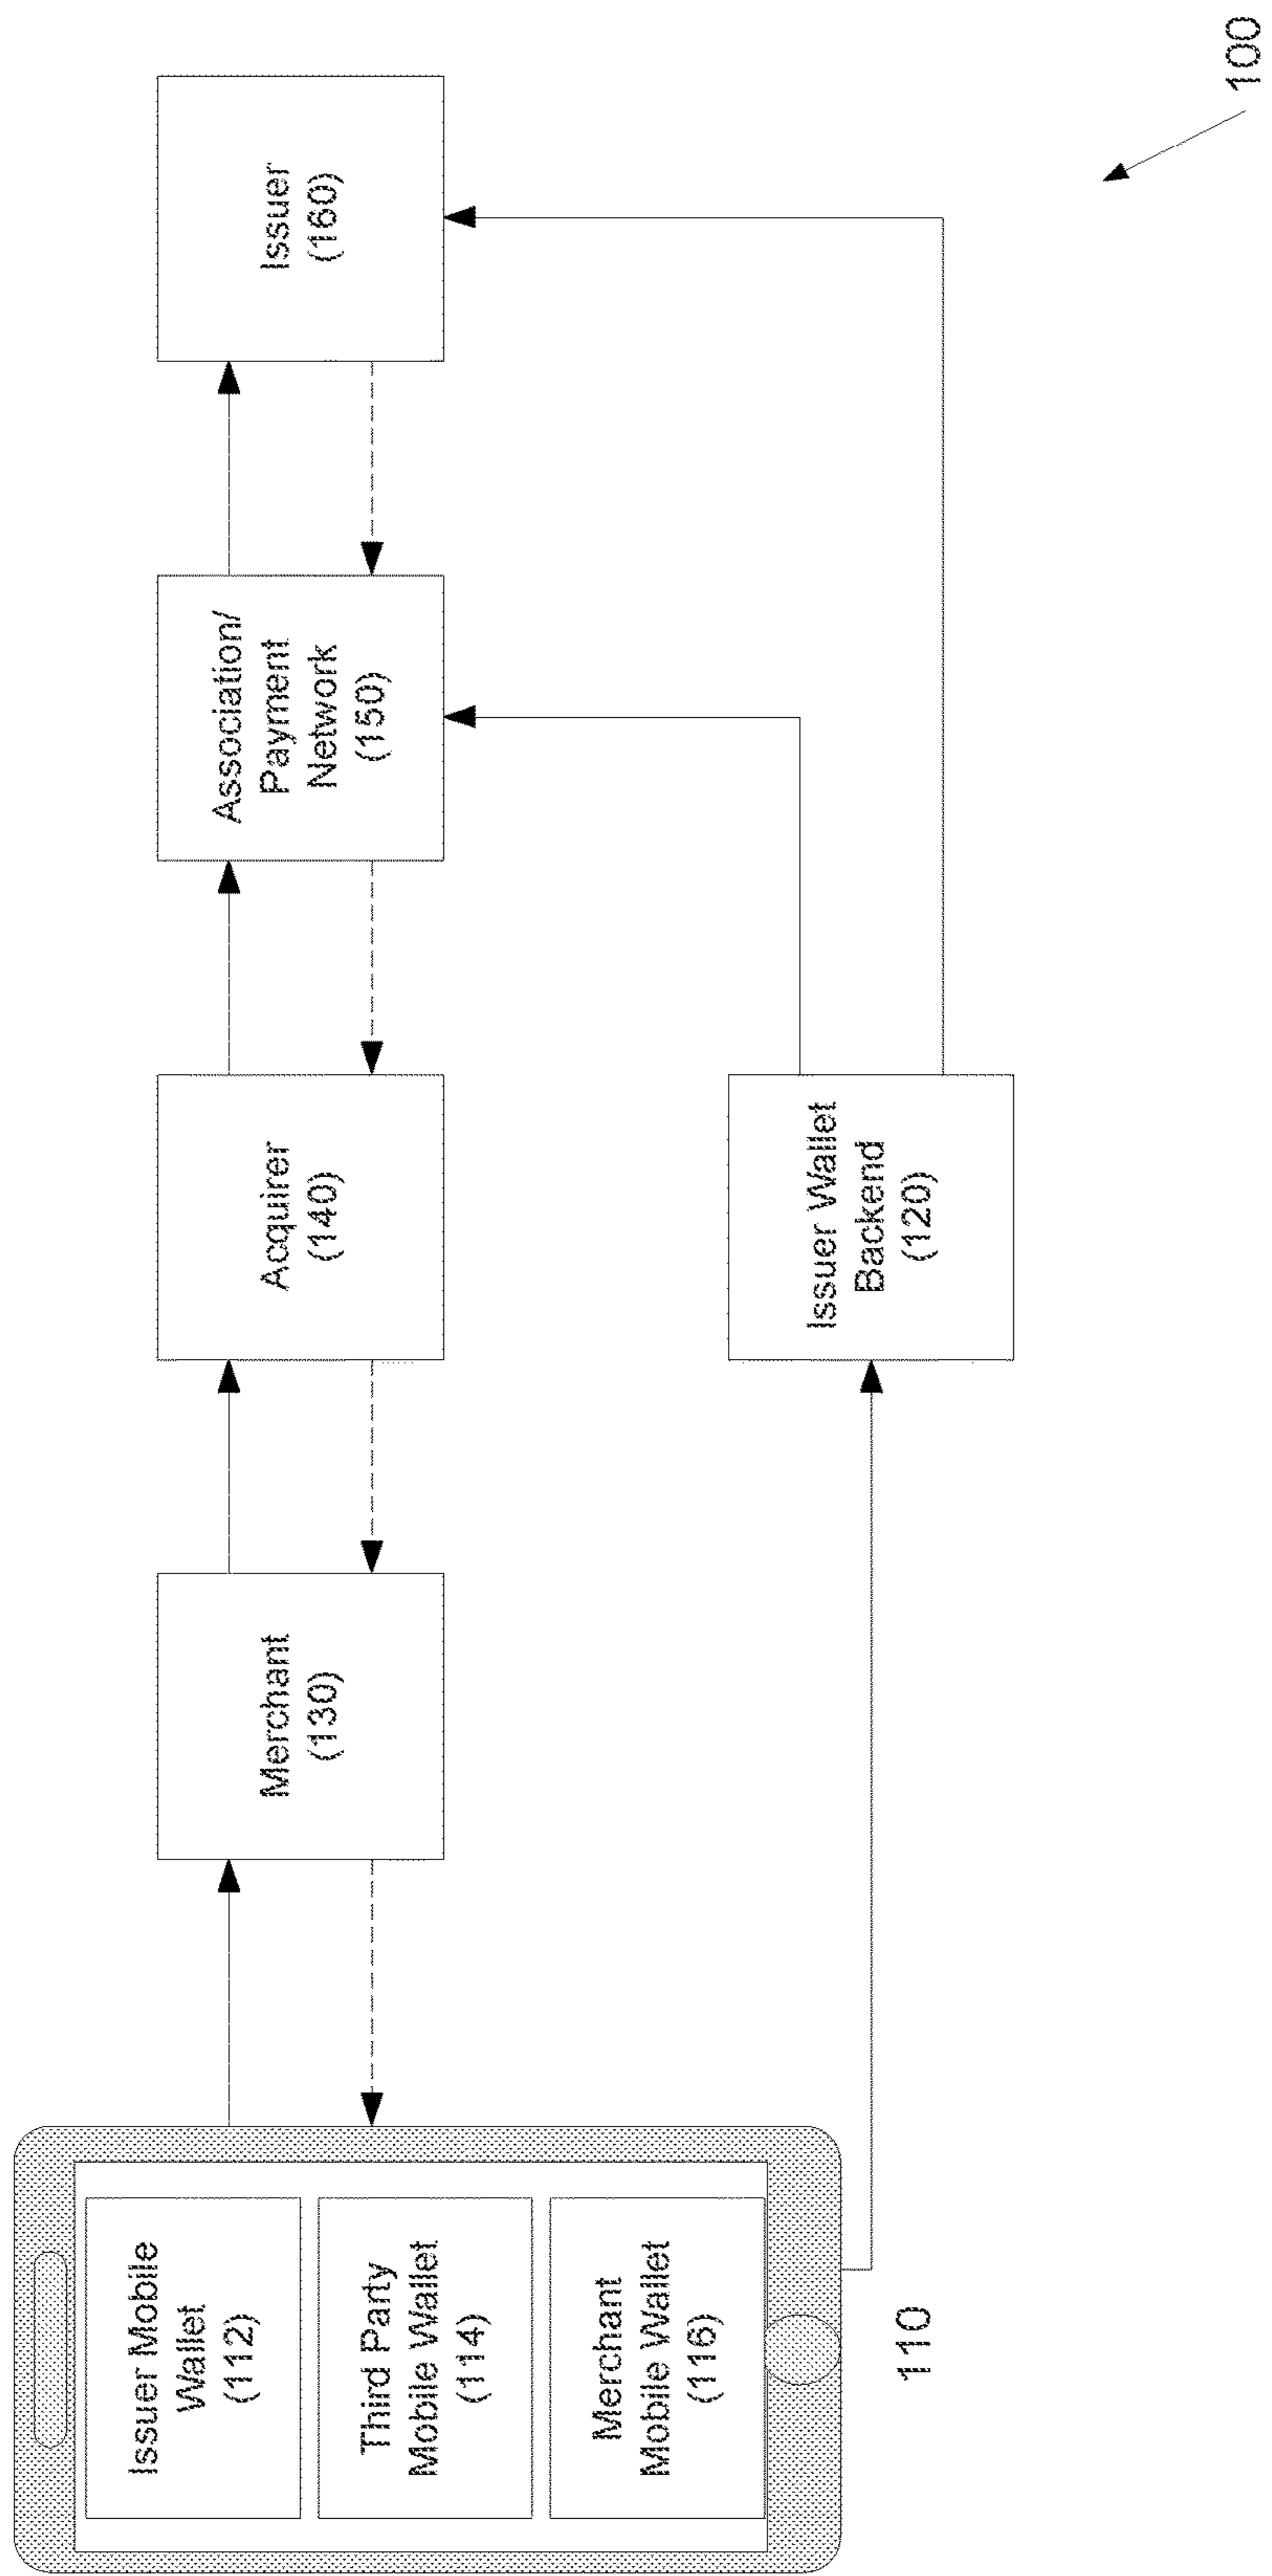 Issuer Mobile
Wallet
(112)
Third Party
Mobile Wallet
(114)
Merchant
Mobile Wallet
(116)
110
Merchant
(130)
Acquirer
(140)
Association/
Payment
Network
(150)
Issuer
(160)
Issuer Wallet
Backend
(120)
100